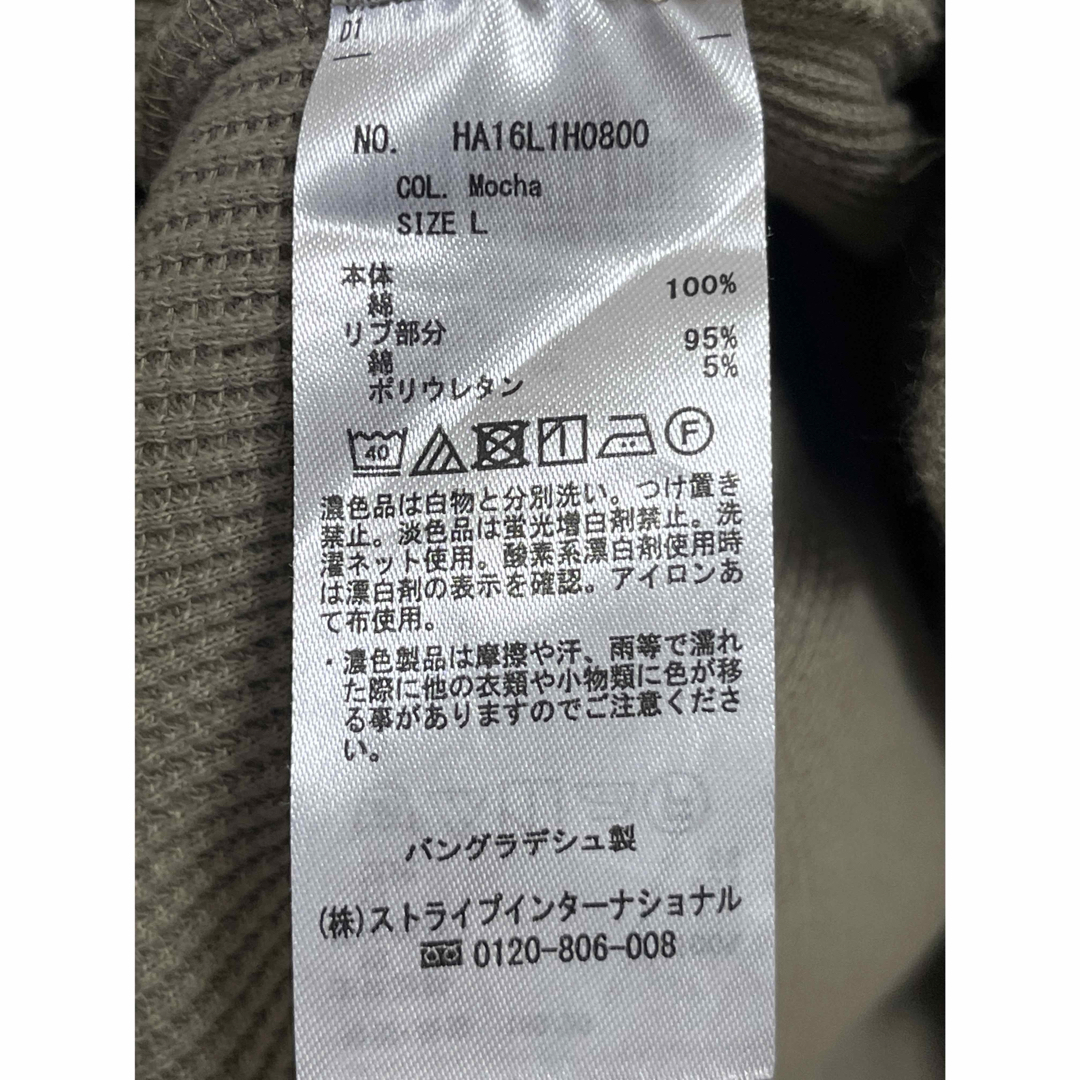 D1
NO. HA16L1H0800
COL. Mocha
SIZE L
本体
綿 100%
リブ部分
綿 95%
ポリウレタン 5%
40
F
濃色品は白物と分別洗い。つけ置き
禁止。淡色品は蛍光増白剤禁止。洗
濯ネット使用。酸素系漂白剤使用時
は漂白剤の表示を確認。アイロンあ
て布使用。
・濃色製品は摩擦や汗、雨等で濡れ
た際に他の衣類や小物類に色が移
る事がありますのでご注意くださ
い。
バングラデシュ製
(株)ストライプインターナショナル
0120-806-008